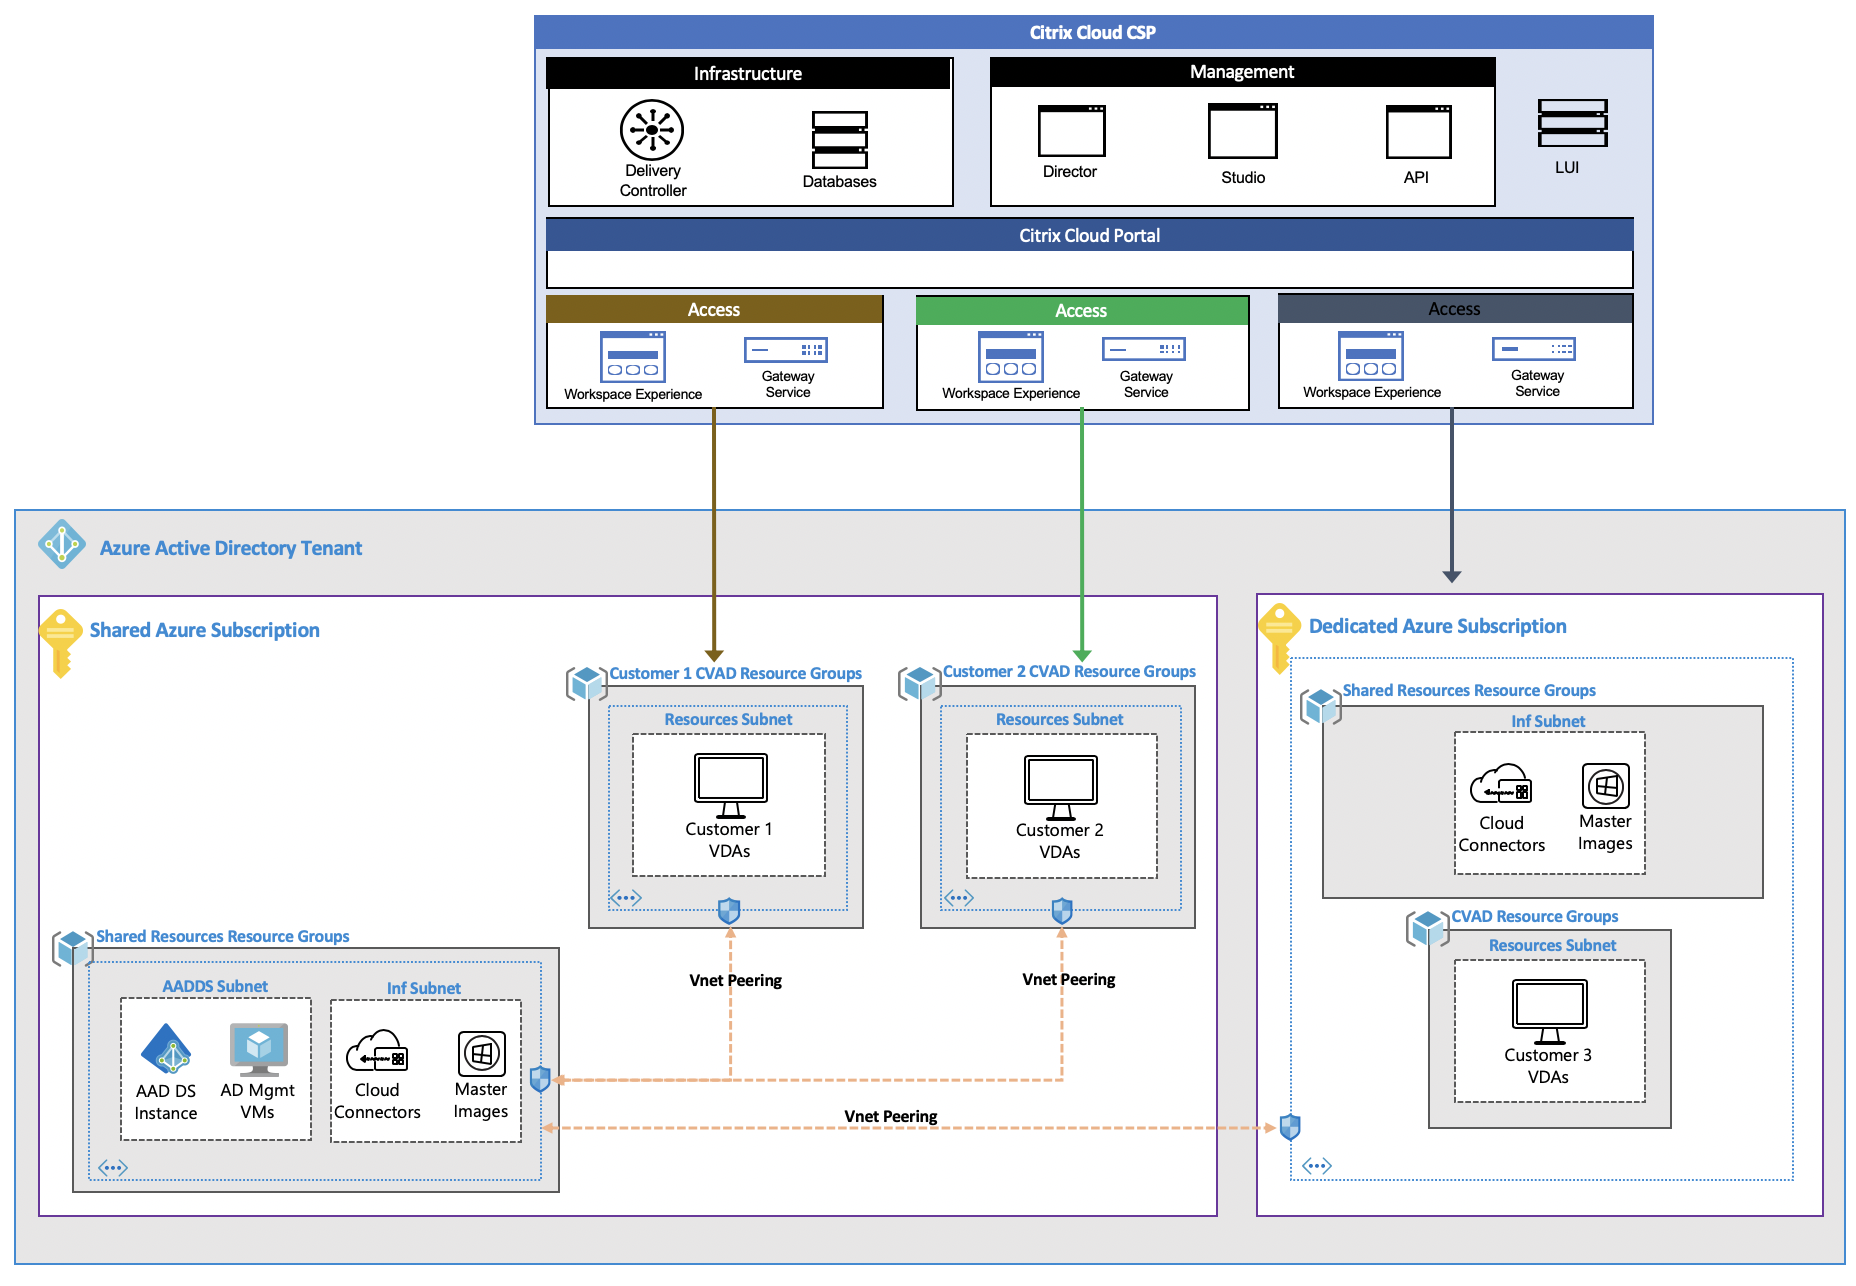 Citrix Cloud CSP
Infrastructure
Delivery
Controller
Databases
Management
Director
Studio
API
LUI
Citrix Cloud Portal
Access
Workspace Experience
Gateway
Service
Access
Workspace Experience
Gateway
Service
Access
Workspace Experience
Gateway
Service
Azure Active Directory Tenant
Shared Azure Subscription
Customer 1 CVAD Resource Groups
Resources Subnet
Customer 1
VDAs
Customer 2 CVAD Resource Groups
Resources Subnet
Customer 2
VDAs
Vnet Peering
Vnet Peering
Shared Resources Resource Groups
AADDS Subnet
AAD DS
Instance
AD Mgmt
VMs
Inf Subnet
Cloud
Connectors
Master
Images
Vnet Peering
Dedicated Azure Subscription
Shared Resources Resource Groups
Inf Subnet
Cloud
Connectors
Master
Images
CVAD Resource Groups
Resources Subnet
Customer 3
VDAs